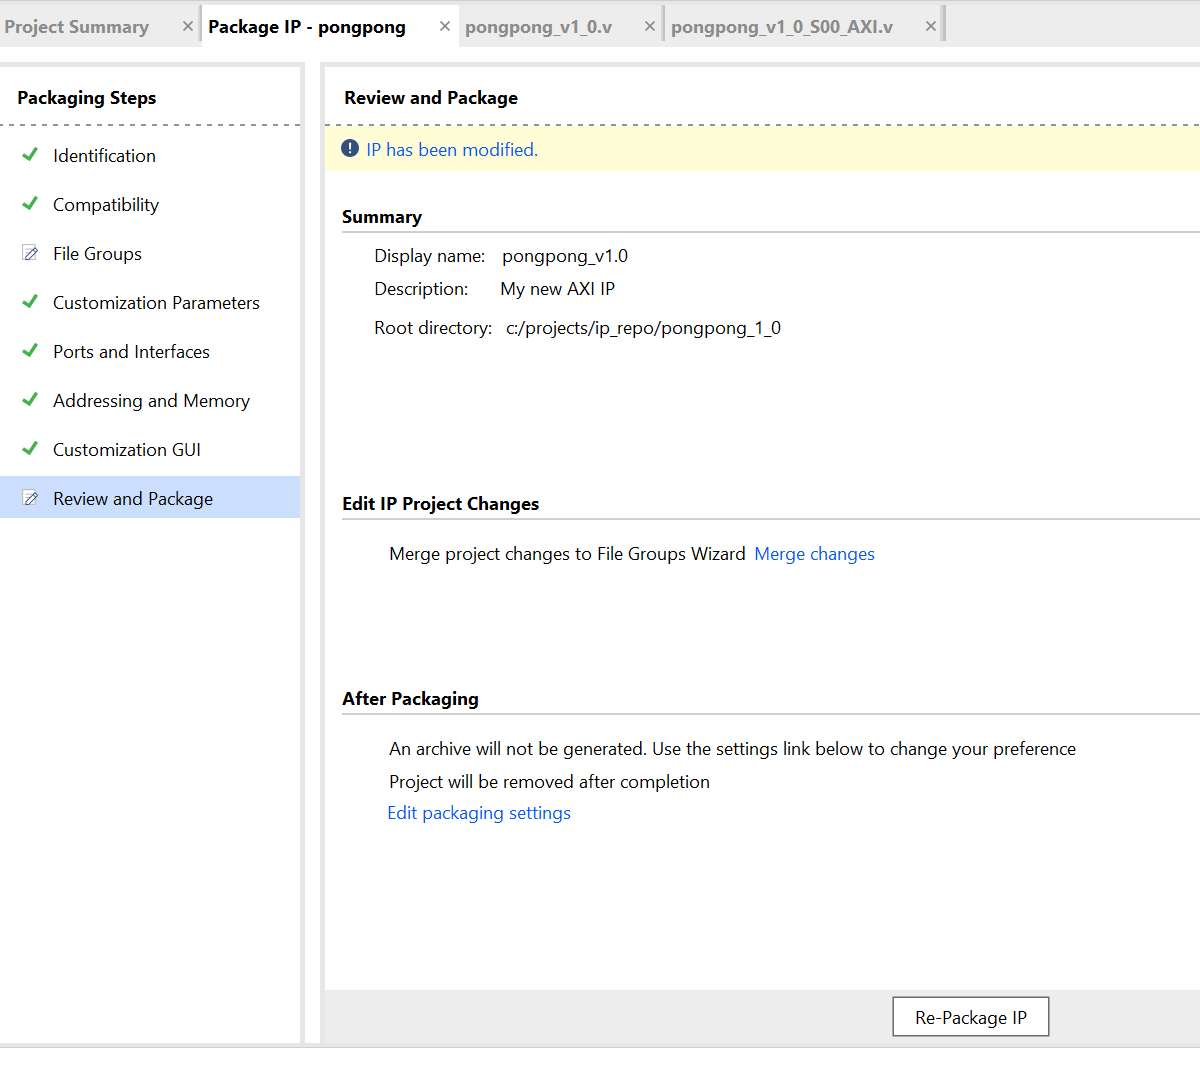 Project Summary
Package IP - pongpong
pongpong_v1_0.v
pongpong_v1_0_S00_AXI.v
Packaging Steps
Identification
Compatibility
File Groups
Customization Parameters
Ports and Interfaces
Addressing and Memory
Customization GUI
Review and Package
Review and Package
IP has been modified.
Summary
Display name: pongpong_v1.0
Description: My new AXI IP
Root directory: c:/projects/ip_repo/pongpong_1_0
Edit IP Project Changes
Merge project changes to File Groups Wizard Merge changes
After Packaging
An archive will not be generated. Use the settings link below to change your preference
Project will be removed after completion
Edit packaging settings
Re-Package IP